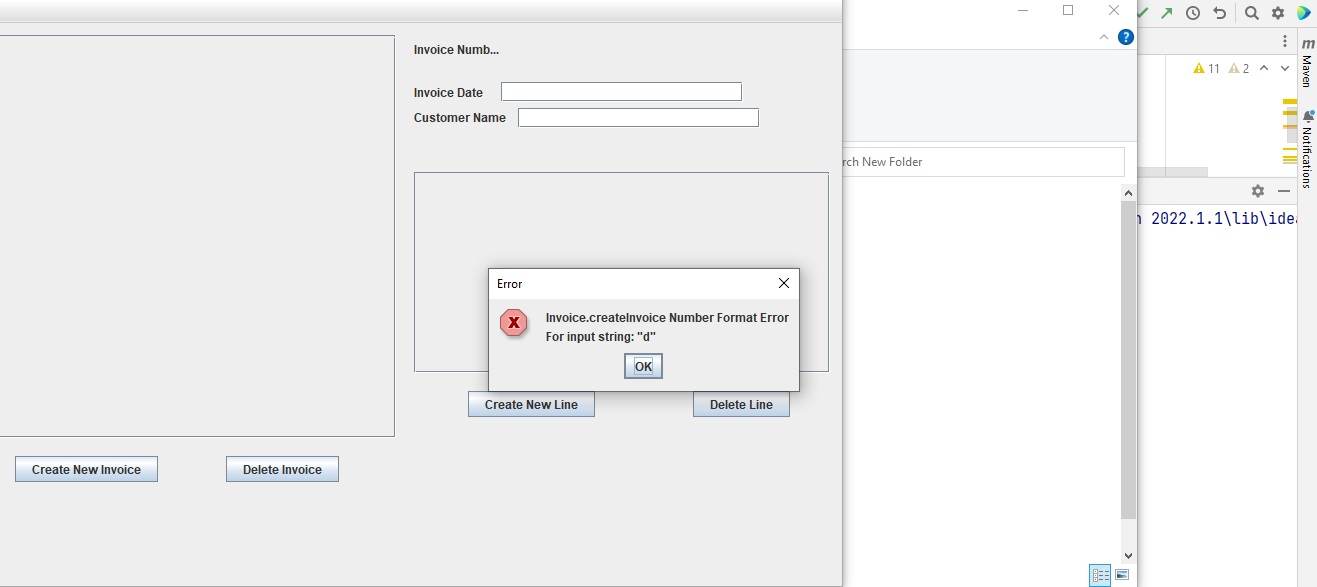 Invoice Numb...
Invoice Date
Customer Name
Error
Invoice.createInvoice Number Format Error
For input string: "d"
OK
Create New Line
Delete Line
Create New Invoice
Delete Invoice
rch New Folder
11
2
2022.1.1\lib\idea
m
Maven
Notifications